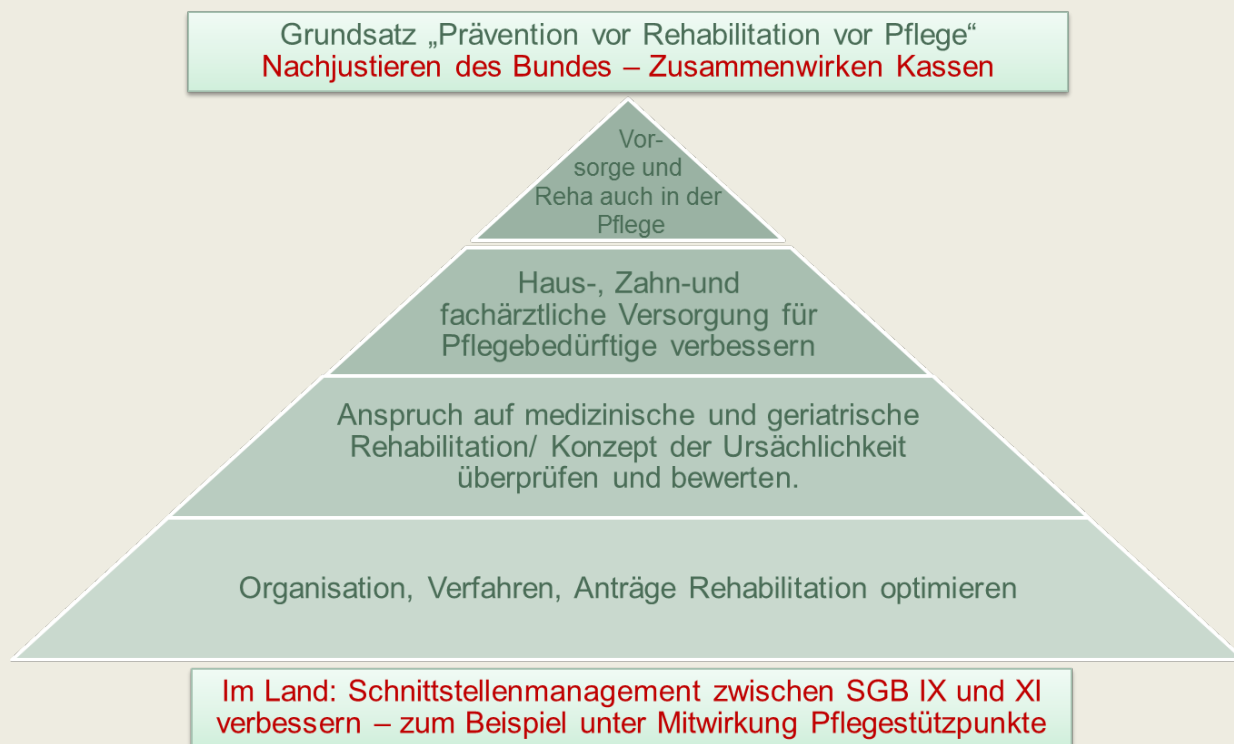 Grundsatz „Prävention vor Rehabilitation vor Pflege“
Nachjustieren des Bundes – Zusammenwirken Kassen
Vor-
sorge und
Reha auch in der
Pflege
Haus-, Zahn-und
fachärztliche Versorgung für
Pflegebedürftige verbessern
Anspruch auf medizinische und geriatrische
Rehabilitation/ Konzept der Ursächlichkeit
überprüfen und bewerten.
Organisation, Verfahren, Anträge Rehabilitation optimieren
Im Land: Schnittstellenmanagement zwischen SGB IX und XI
verbessern – zum Beispiel unter Mitwirkung Pflegestützpunkte